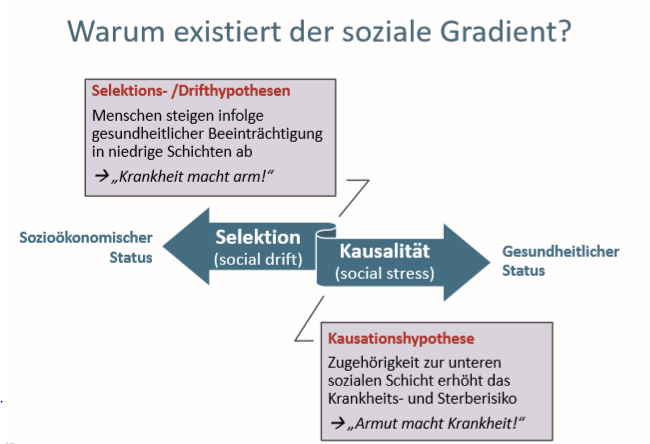 Warum existiert der soziale Gradient?
Selektions- /Drifthypothesen
Menschen steigen infolge
gesundheitlicher Beeinträchtigung
in niedrige Schichten ab
→ „Krankheit macht arm!“
Sozioökonomischer
Status
Selektion
(social drift)
Kausalität
(social stress)
Gesundheitlicher
Status
Kausationshypothese
Zugehörigkeit zur unteren
sozialen Schicht erhöht das
Krankheits- und Sterberisiko
→ „Armut macht Krankheit!“